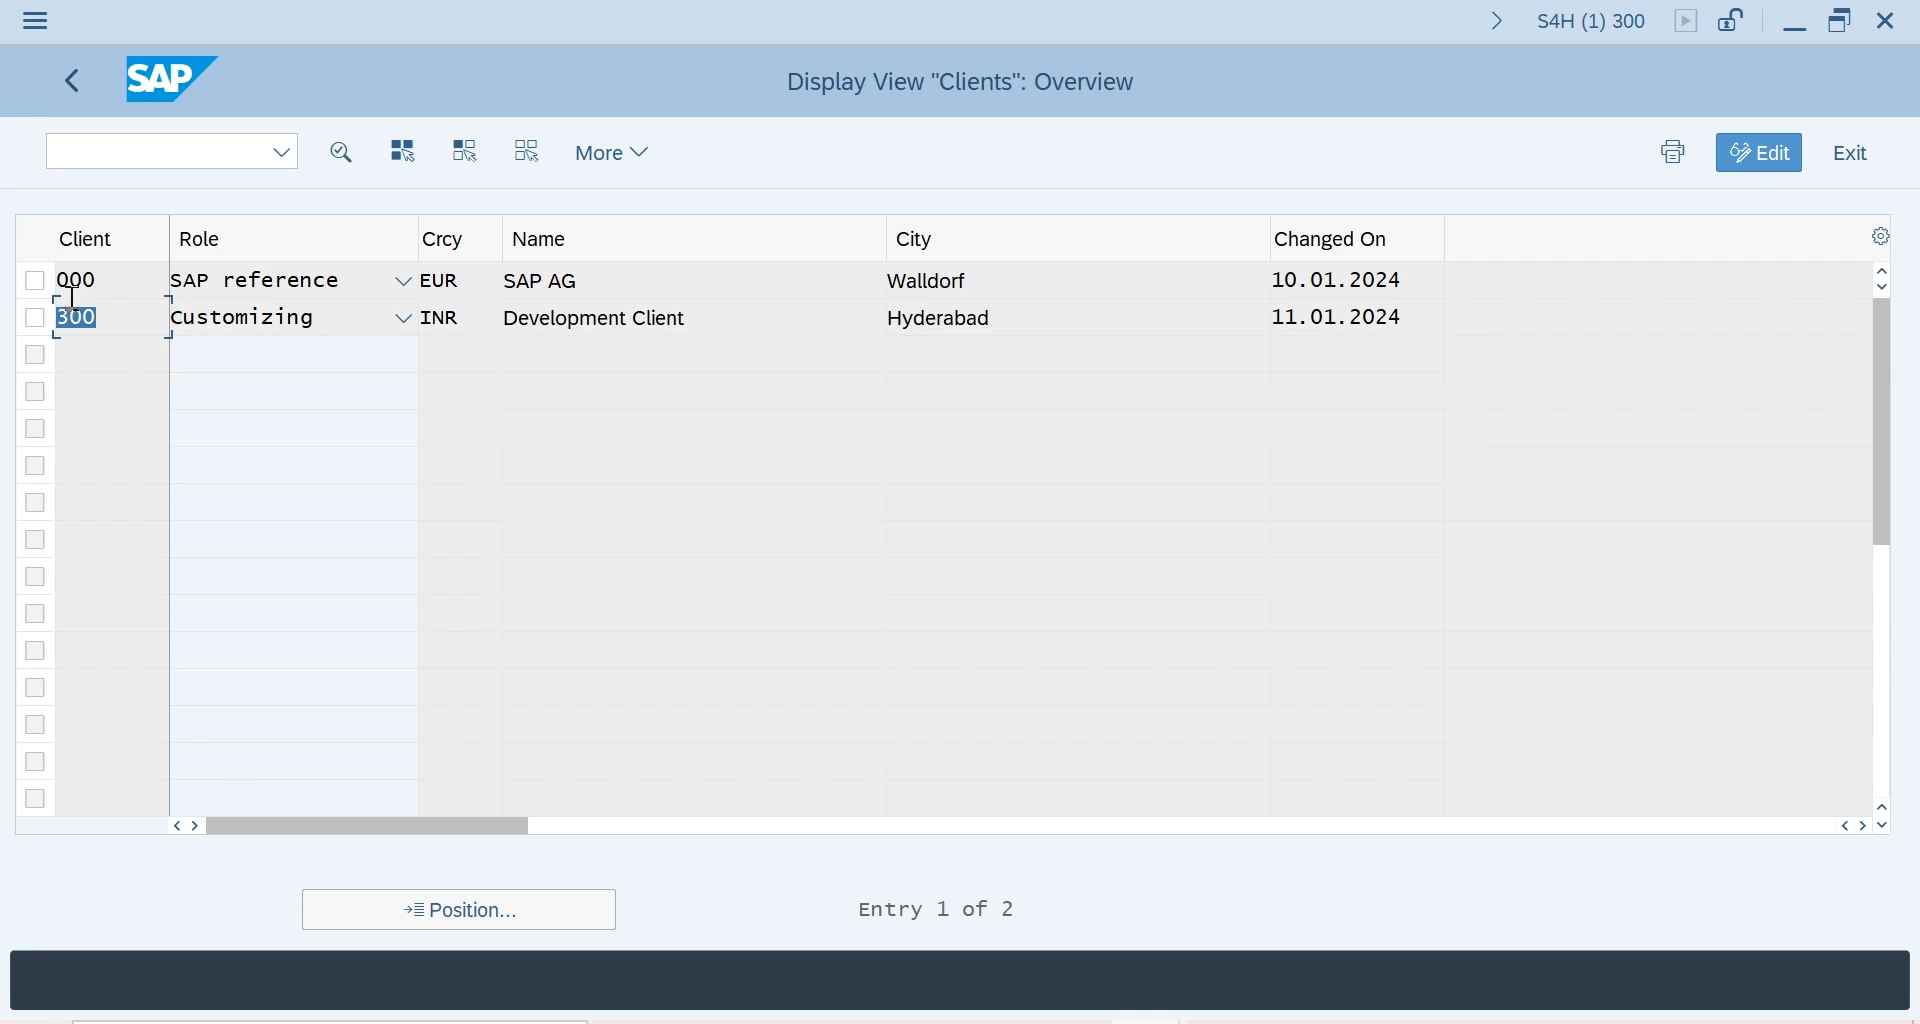 S4H (1) 300
SAP
Display View "Clients": Overview
More
Edit
Exit
Client Role Crcy Name City Changed On
000 SAP reference EUR SAP AG Walldorf 10.01.2024
300 Customizing INR Development Client Hyderabad 11.01.2024
Position...
Entry 1 of 2